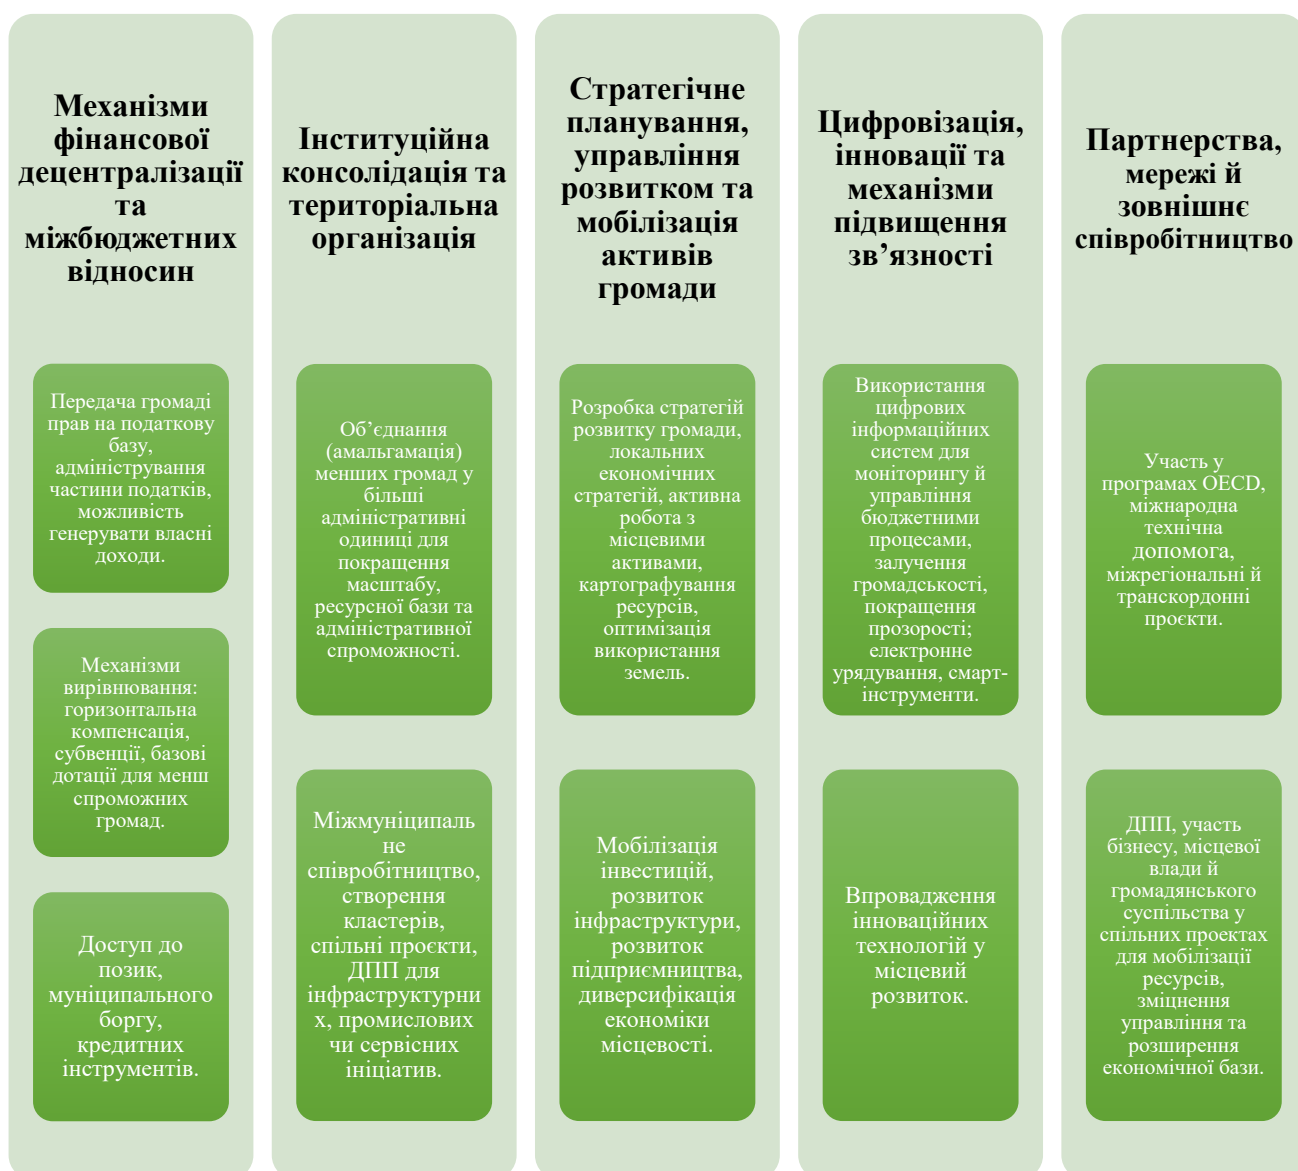 Механізми
фінансової
децентралізації
та
міжбюджетних
відносин
Передача громаді
прав на податкову
базу,
адміністрування
частини податків,
можливість
генерувати власні
доходи.
Механізми
вирівнювання:
горизонтальна
компенсація,
субвенції, базові
дотації для менш
спроможних
громад.
Доступ до
позик,
муніципального
боргу,
кредитних
інструментів.
Інституційна
консолідація та
територіальна
організація
Об’єднання
(амальгамація)
менших громад у
більші
адміністративні
одиниці для
покращення
масштабу,
ресурсної бази та
адміністративної
спроможності.
Міжмуніципаль
не
співробітництво,
створення
кластерів,
спільні проєкти,
ДПП для
інфраструктурни
х, промислових
чи сервісних
ініціатив.
Стратегічне
планування,
управління
розвитком та
мобілізація
активів
громади
Розробка стратегій
розвитку громади,
локальних
економічних
стратегій, активна
робота з
місцевими
активами,
картографування
ресурсів,
оптимізація
використання
земель.
Мобілізація
інвестицій,
розвиток
інфраструктури,
розвиток
підприємництва,
диверсифікація
економіки
місцевості.
Цифровізація,
інновації та
механізми
підвищення
зв’язності
Використання
цифрових
інформаційних
систем для
моніторингу й
управління
бюджетними
процесами,
залучення
громадськості,
покращення
прозорості;
електронне
урядування, смарт-
інструменти.
Впровадження
інноваційних
технологій у
місцевий
розвиток.
Партнерства,
мережі й
зовнішнє
співробітництво
Участь у
програмах OECD,
міжнародна
технічна
допомога,
міжрегіональні й
транскордонні
проєкти.
ДПП, участь
бізнесу, місцевої
влади й
громадянського
суспільства у
спільних проектах
для мобілізації
ресурсів,
зміцнення
управління та
розширення
економічної бази.